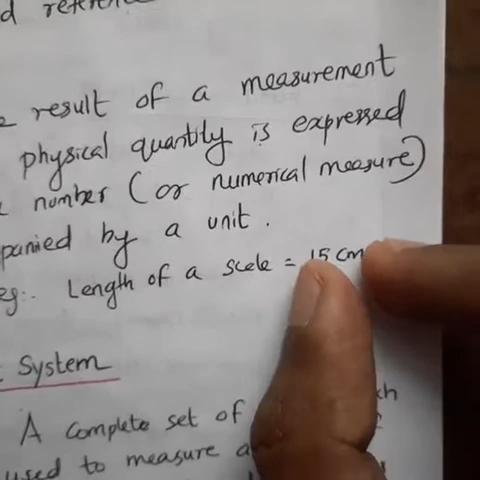 result of a measurement
physical quantity is expressed
number (or numerical measure)
by a unit.
eg:. Length of a scale = 15 cm
System
A complete set of
used to measure a